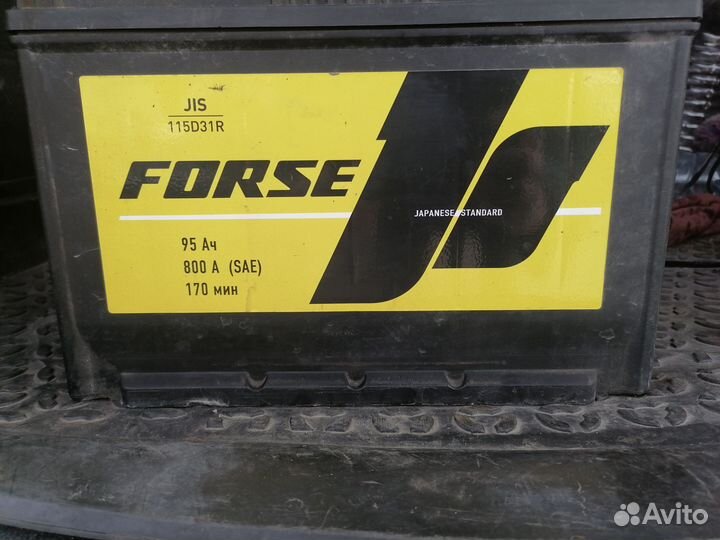 JIS
115D31R
FORSE
JAPANESE STANDARD
95 Ач
800 А (SAE)
170 мин
Avito